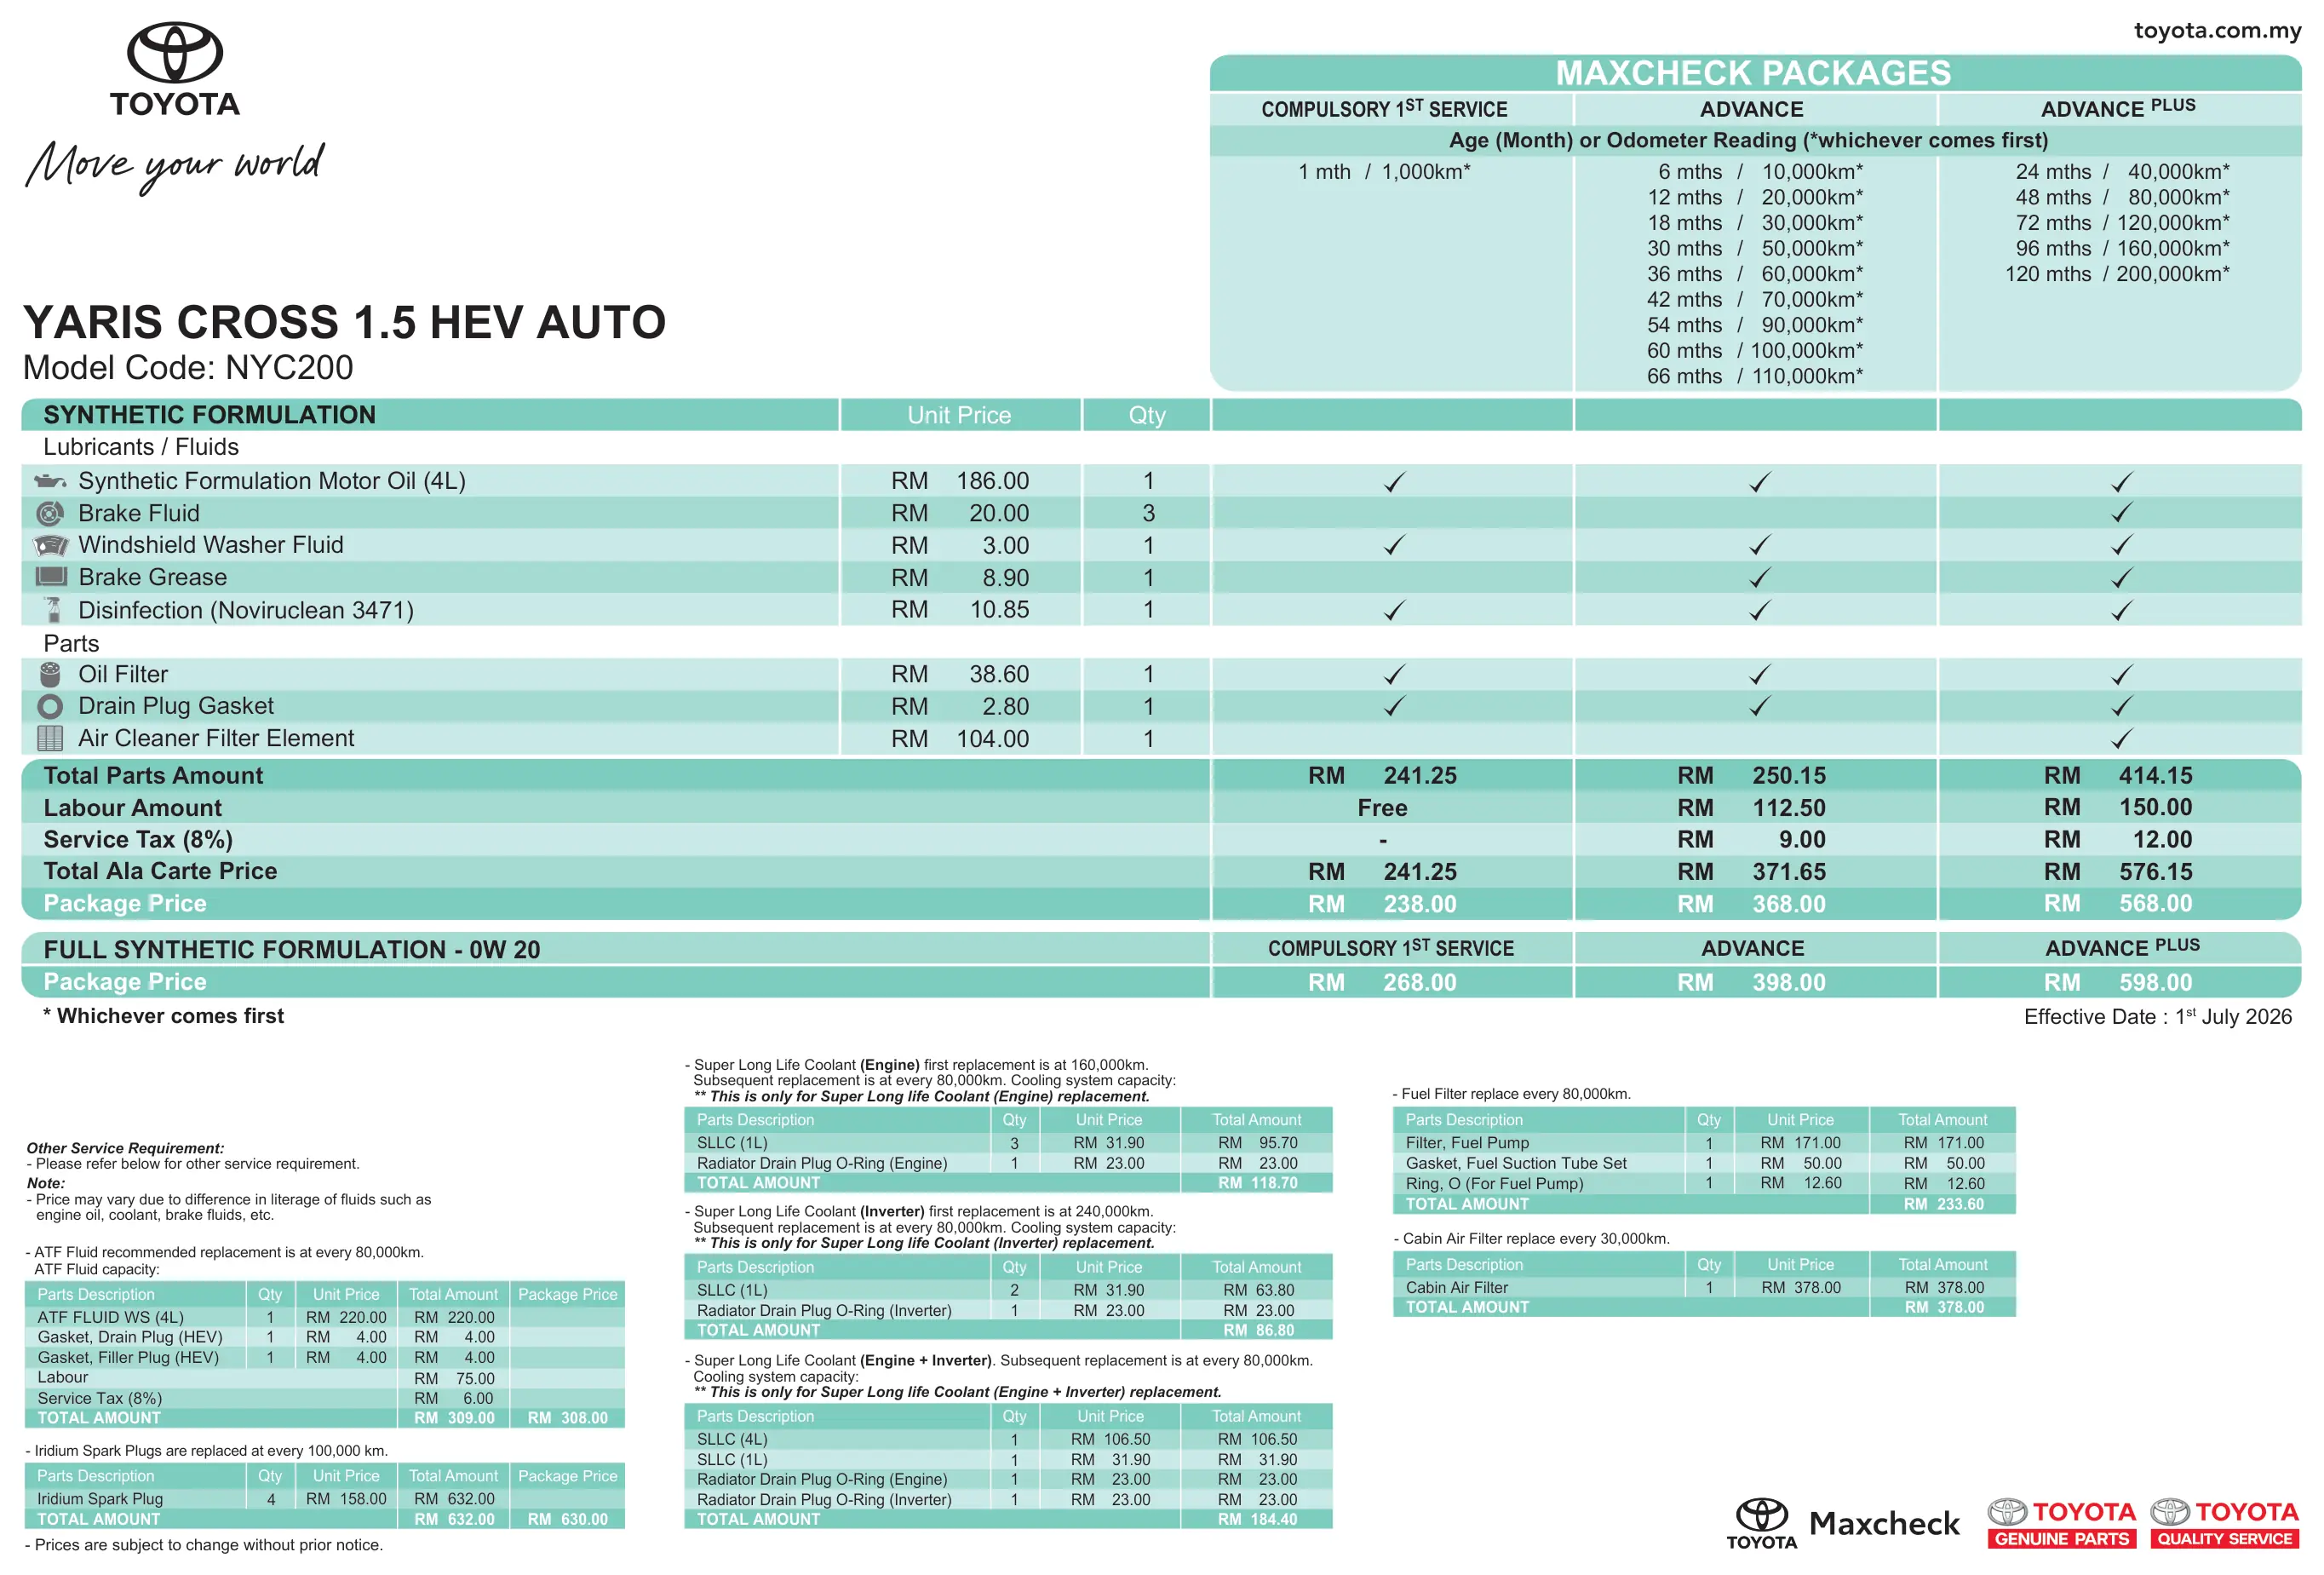 toyota.com.my
TOYOTA
Move your world
MAXCHECK PACKAGES
COMPULSORY 1ST SERVICE ADVANCE ADVANCE PLUS
Age (Month) or Odometer Reading (*whichever comes first)
1 mth / 1,000km* 6 mths / 10,000km* 24 mths / 40,000km*
12 mths / 20,000km* 48 mths / 80,000km*
18 mths / 30,000km* 72 mths / 120,000km*
30 mths / 50,000km* 96 mths / 160,000km*
36 mths / 60,000km* 120 mths / 200,000km*
42 mths / 70,000km*
54 mths / 90,000km*
60 mths / 100,000km*
66 mths / 110,000km*
YARIS CROSS 1.5 HEV AUTO
Model Code: NYC200
SYNTHETIC FORMULATION Unit Price Qty
Lubricants / Fluids
Synthetic Formulation Motor Oil (4L) RM 186.00 1 ✓ ✓ ✓
Brake Fluid RM 20.00 3 ✓
Windshield Washer Fluid RM 3.00 1 ✓ ✓ ✓
Brake Grease RM 8.90 1 ✓ ✓
Disinfection (Noviruclean 3471) RM 10.85 1 ✓ ✓ ✓
Parts
Oil Filter RM 38.60 1 ✓ ✓ ✓
Drain Plug Gasket RM 2.80 1 ✓ ✓ ✓
Air Cleaner Filter Element RM 104.00 1 ✓
Total Parts Amount RM 241.25 RM 250.15 RM 414.15
Labour Amount Free RM 112.50 RM 150.00
Service Tax (8%) - RM 9.00 RM 12.00
Total Ala Carte Price RM 241.25 RM 371.65 RM 576.15
Package Price RM 238.00 RM 368.00 RM 568.00
FULL SYNTHETIC FORMULATION - 0W 20 COMPULSORY 1ST SERVICE ADVANCE ADVANCE PLUS
Package Price RM 268.00 RM 398.00 RM 598.00
* Whichever comes first
Effective Date : 1st July 2026
Other Service Requirement:
- Please refer below for other service requirement.
Note:
- Price may vary due to difference in literage of fluids such as
engine oil, coolant, brake fluids, etc.
- ATF Fluid recommended replacement is at every 80,000km.
ATF Fluid capacity:
Parts Description Qty Unit Price Total Amount Package Price
ATF FLUID WS (4L) 1 RM 220.00 RM 220.00
Gasket, Drain Plug (HEV) 1 RM 4.00 RM 4.00
Gasket, Filler Plug (HEV) 1 RM 4.00 RM 4.00
Labour RM 75.00
Service Tax (8%) RM 6.00
TOTAL AMOUNT RM 309.00 RM 308.00
- Iridium Spark Plugs are replaced at every 100,000 km.
Parts Description Qty Unit Price Total Amount Package Price
Iridium Spark Plug 4 RM 158.00 RM 632.00
TOTAL AMOUNT RM 632.00 RM 630.00
- Prices are subject to change without prior notice.
- Super Long Life Coolant (Engine) first replacement is at 160,000km.
Subsequent replacement is at every 80,000km. Cooling system capacity:
** This is only for Super Long life Coolant (Engine) replacement.
Parts Description Qty Unit Price Total Amount
SLLC (1L) 3 RM 31.90 RM 95.70
Radiator Drain Plug O-Ring (Engine) 1 RM 23.00 RM 23.00
TOTAL AMOUNT RM 118.70
- Super Long Life Coolant (Inverter) first replacement is at 240,000km.
Subsequent replacement is at every 80,000km. Cooling system capacity:
** This is only for Super Long life Coolant (Inverter) replacement.
Parts Description Qty Unit Price Total Amount
SLLC (1L) 2 RM 31.90 RM 63.80
Radiator Drain Plug O-Ring (Inverter) 1 RM 23.00 RM 23.00
TOTAL AMOUNT RM 86.80
- Super Long Life Coolant (Engine + Inverter). Subsequent replacement is at every 80,000km.
Cooling system capacity:
** This is only for Super Long life Coolant (Engine + Inverter) replacement.
Parts Description Qty Unit Price Total Amount
SLLC (4L) 1 RM 106.50 RM 106.50
SLLC (1L) 1 RM 31.90 RM 31.90
Radiator Drain Plug O-Ring (Engine) 1 RM 23.00 RM 23.00
Radiator Drain Plug O-Ring (Inverter) 1 RM 23.00 RM 23.00
TOTAL AMOUNT RM 184.40
- Fuel Filter replace every 80,000km.
Parts Description Qty Unit Price Total Amount
Filter, Fuel Pump 1 RM 171.00 RM 171.00
Gasket, Fuel Suction Tube Set 1 RM 50.00 RM 50.00
Ring, O (For Fuel Pump) 1 RM 12.60 RM 12.60
TOTAL AMOUNT RM 233.60
- Cabin Air Filter replace every 30,000km.
Parts Description Qty Unit Price Total Amount
Cabin Air Filter 1 RM 378.00 RM 378.00
TOTAL AMOUNT RM 378.00
TOYOTA Maxcheck
TOYOTA GENUINE PARTS
TOYOTA QUALITY SERVICE